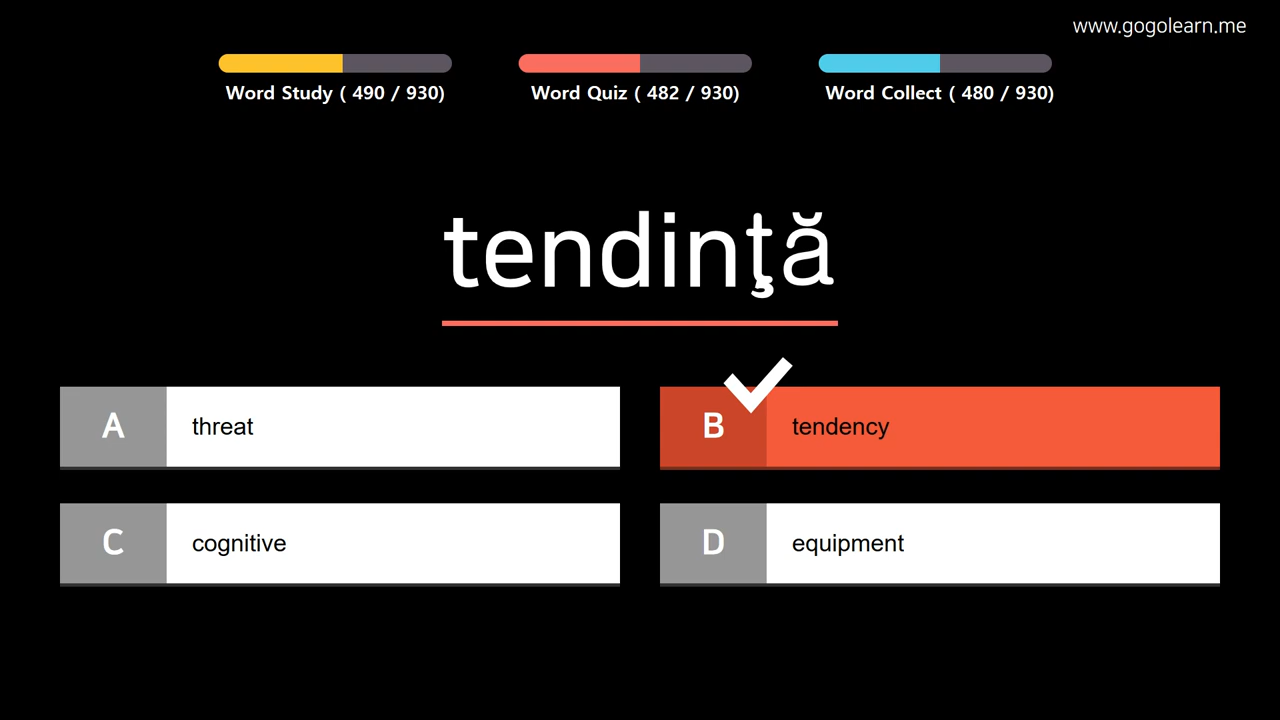 www.gogolearn.me
Word Study ( 490 / 930)
Word Quiz ( 482 / 930)
Word Collect ( 480 / 930)
tendinţă
A threat
B tendency
C cognitive
D equipment